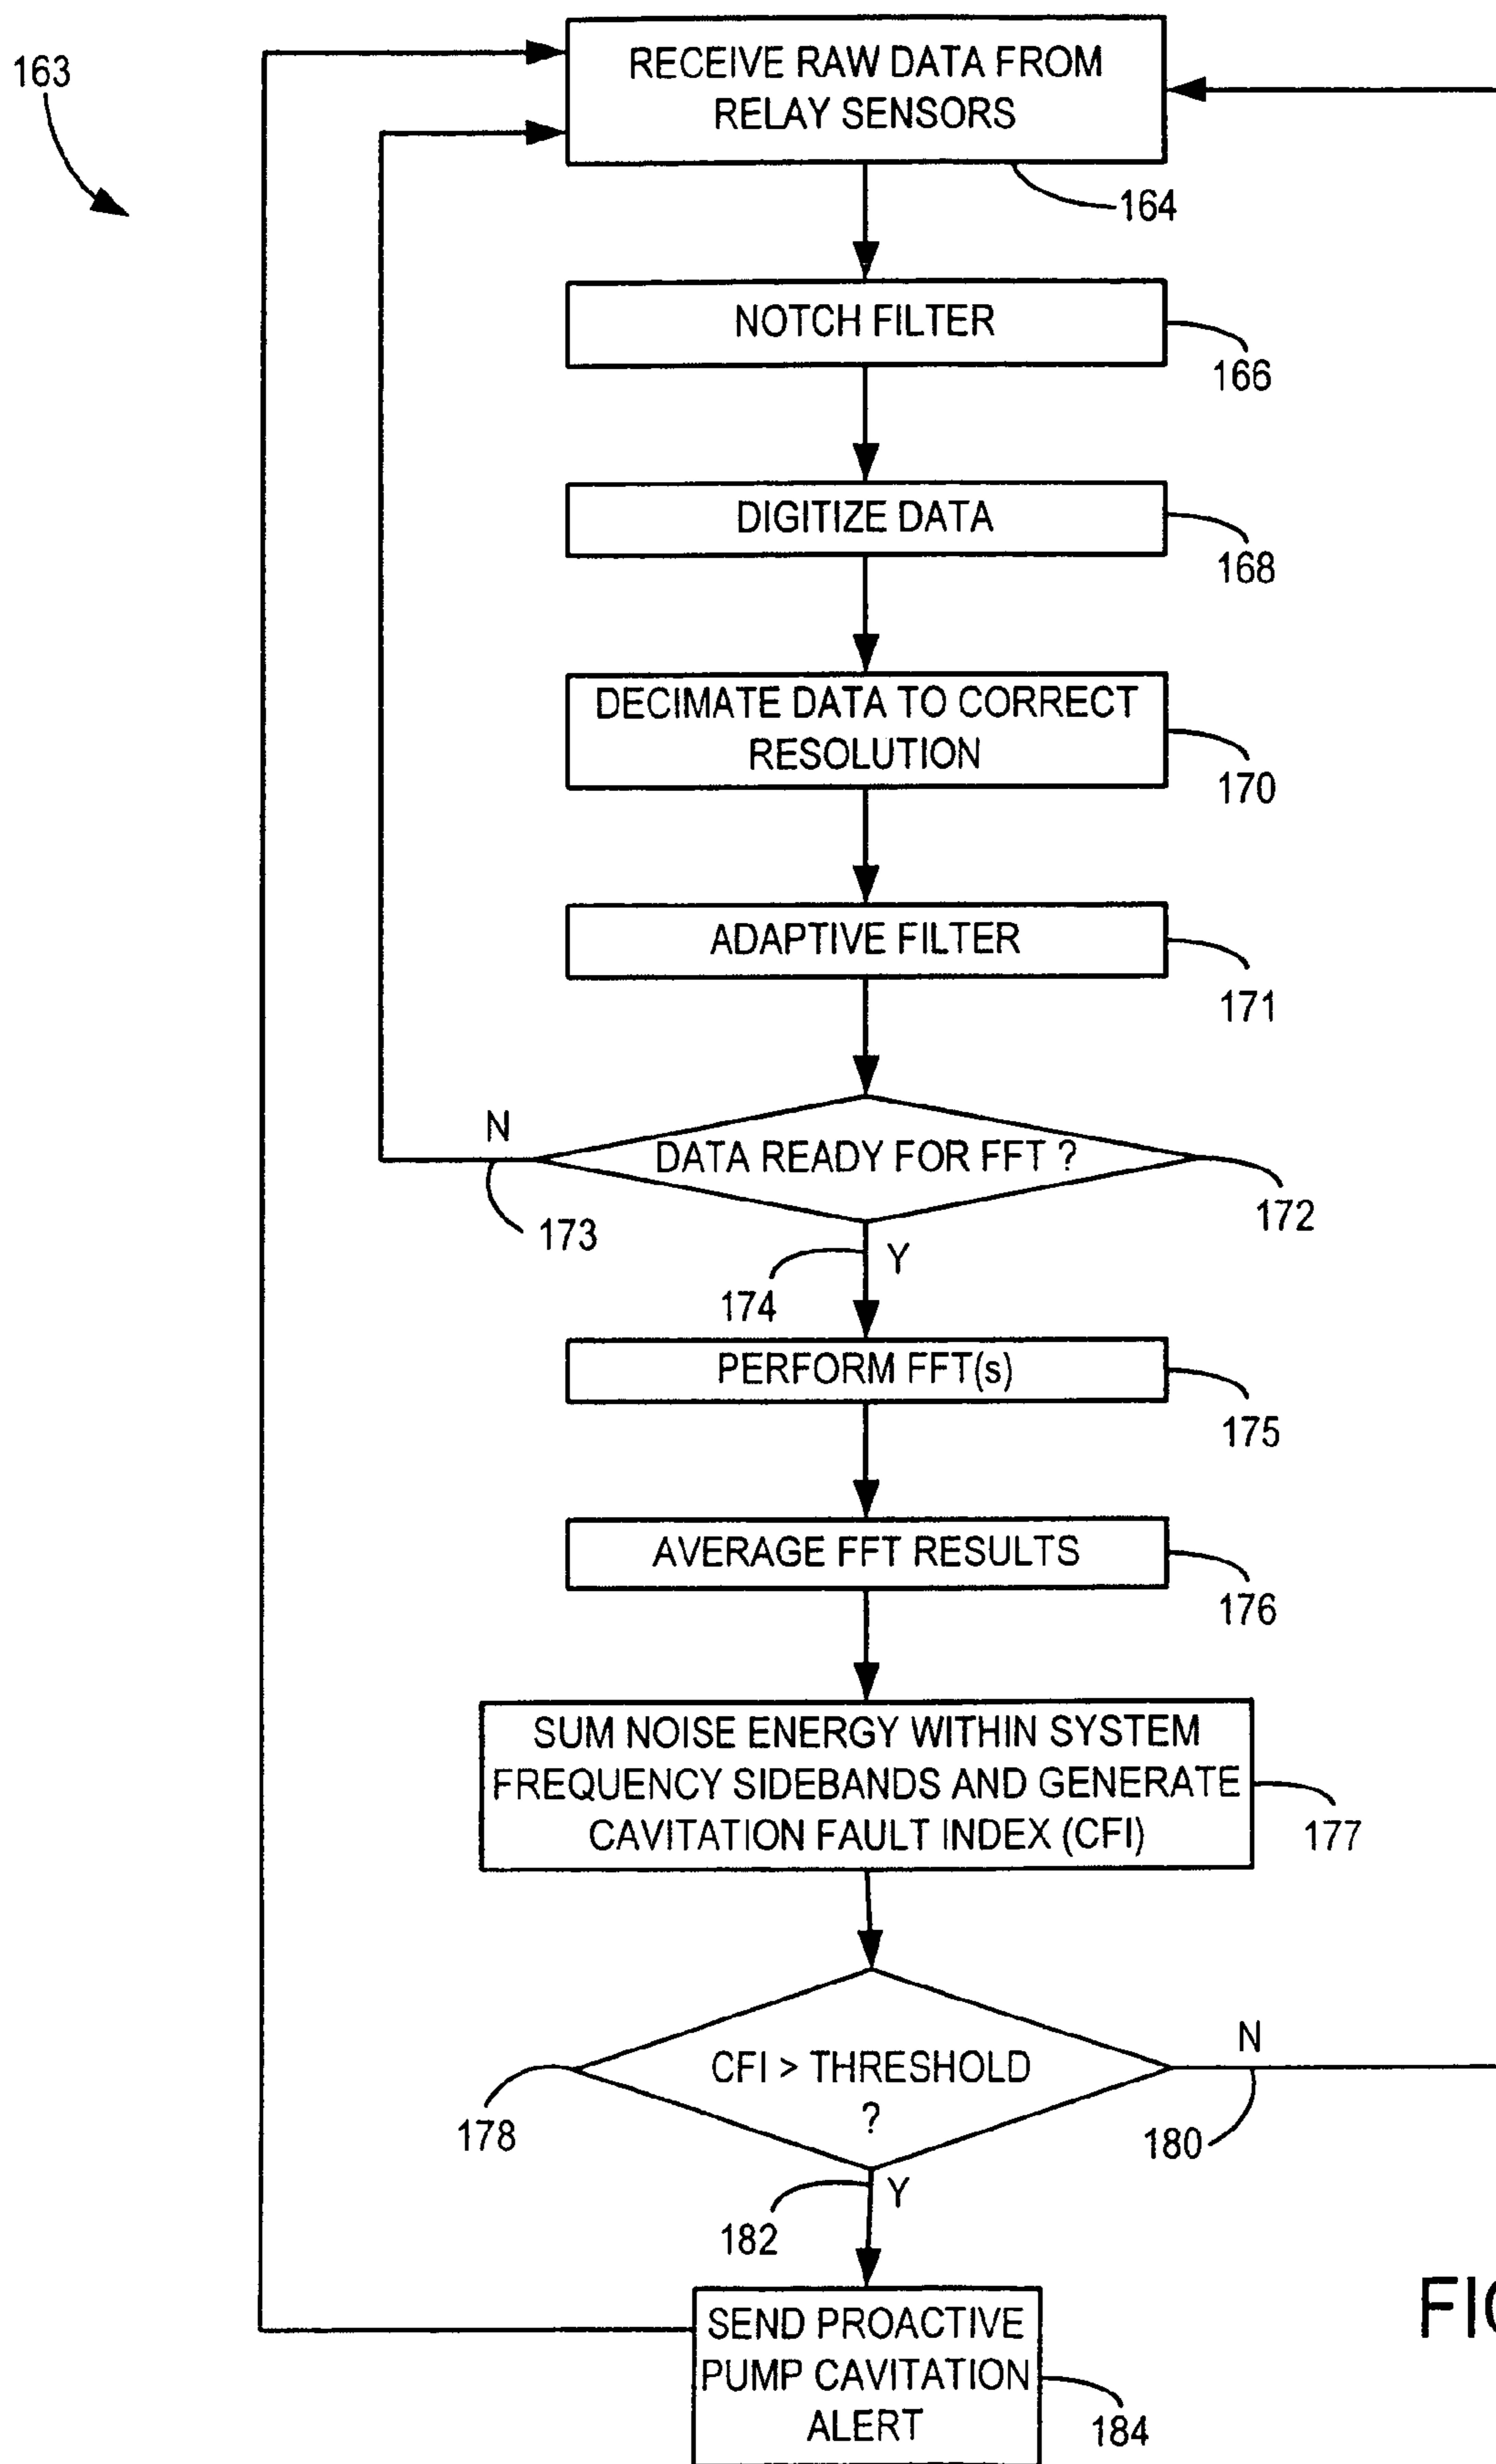 163
RECEIVE RAW DATA FROM
RELAY SENSORS
164
NOTCH FILTER
166
DIGITIZE DATA
168
DECIMATE DATA TO CORRECT
RESOLUTION
170
ADAPTIVE FILTER
171
N
DATA READY FOR FFT ?
173
172
Y
174
PERFORM FFT(s)
175
AVERAGE FFT RESULTS
176
SUM NOISE ENERGY WITHIN SYSTEM
FREQUENCY SIDEBANDS AND GENERATE
CAVITATION FAULT INDEX (CFI)
177
N
CFI > THRESHOLD
?
178
180
Y
182
SEND PROACTIVE
PUMP CAVITATION
ALERT
184